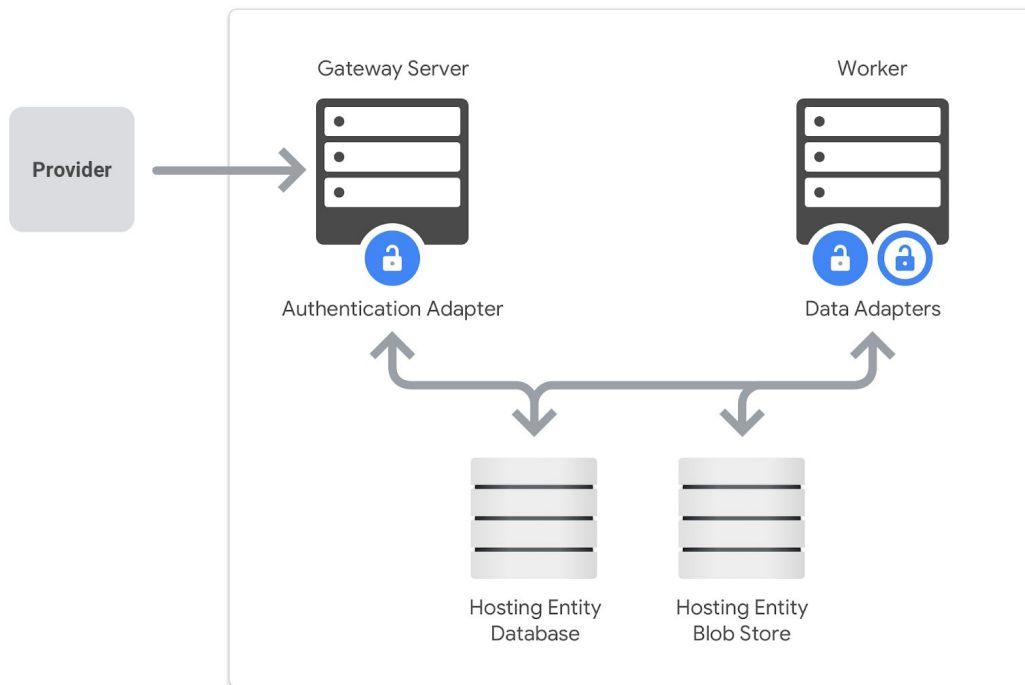 Gateway Server
Worker
Provider
Authentication Adapter
Data Adapters
Hosting Entity
Database
Hosting Entity
Blob Store